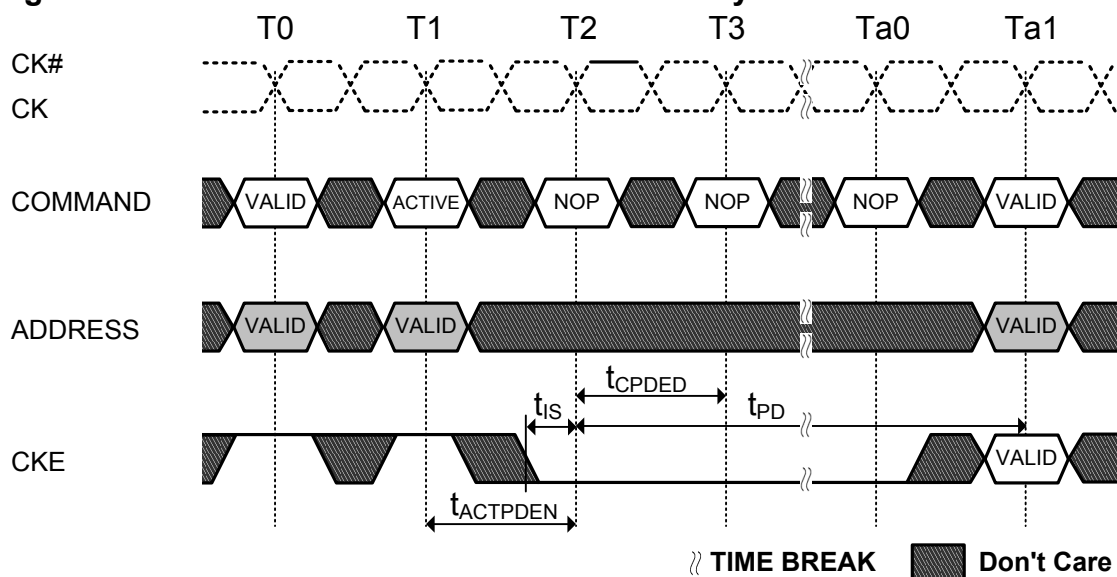 T0 T1 T2 T3 Ta0 Ta1
CK#
CK
COMMAND VALID ACTIVE NOP NOP NOP VALID
ADDRESS VALID VALID VALID
tCPDED
tIS tPD
CKE VALID
tACTPDEN
TIME BREAK Don't Care